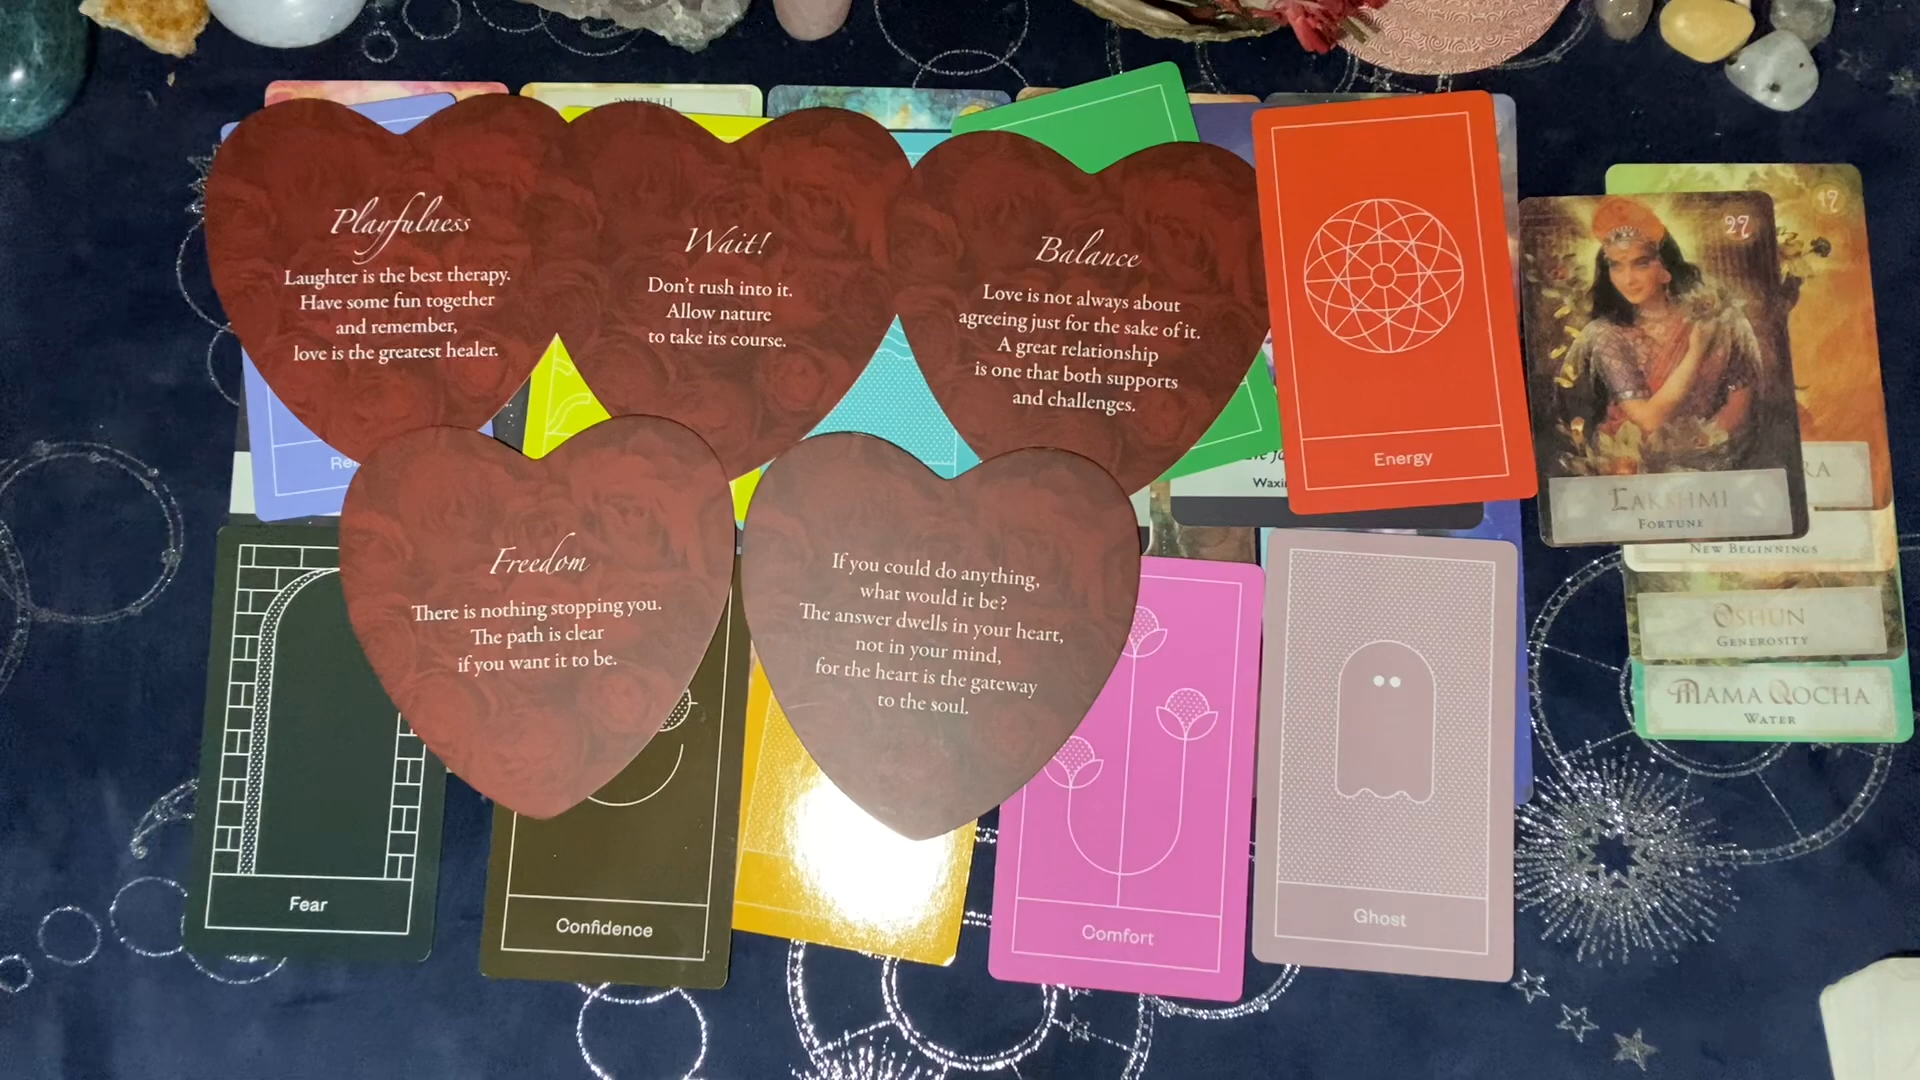 HEALING
Playfulness
Laughter is the best therapy.
Have some fun together
and remember,
love is the greatest healer.
Wait!
Don't rush into it.
Allow nature
to take its course.
Balance
Love is not always about
agreeing just for the sake of it.
A great relationship
is one that both supports
and challenges.
Energy
27
19
LAKSHMI
FORTUNE
RA
NEW BEGINNINGS
OSHUN
GENEROSITY
MAMA QOCHA
WATER
Freedom
There is nothing stopping you.
The path is clear
if you want it to be.
If you could do anything,
what would it be?
The answer dwells in your heart,
not in your mind,
for the heart is the gateway
to the soul.
Fear
Confidence
Comfort
Ghost